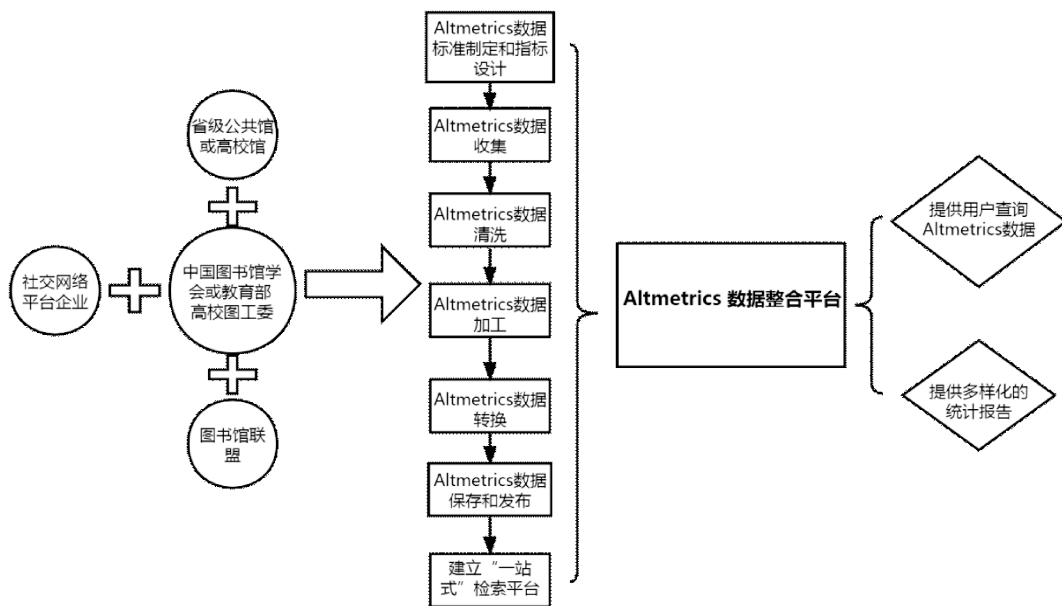 省级公共馆
或高校馆
社交网络
平台企业
中国图书馆学
会或教育部
高校图工委
图书馆联
盟
Altmetrics数据
标准制定和指标
设计
Altmetrics数据
收集
Altmetrics数据
清洗
Altmetrics数据
加工
Altmetrics数据
转换
Altmetrics数据
保存和发布
建立“一站
式”检索平台
Altmetrics 数据整合平台
提供用户查询
Altmetrics数据
提供多样化的
统计报告